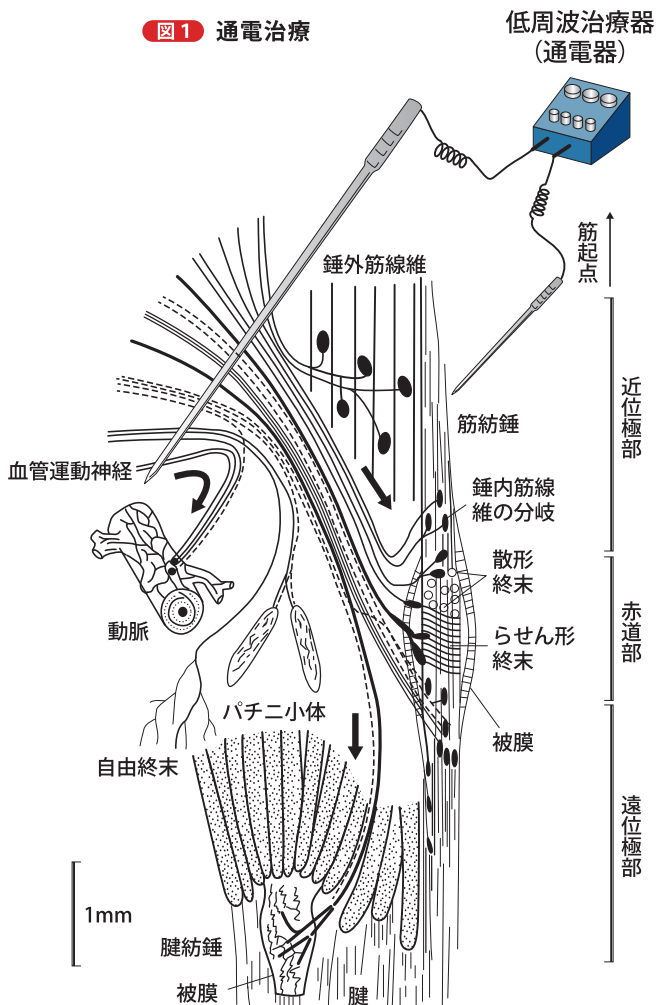 図1 通電治療
低周波治療器
（通電器）
筋起点
錘外筋線維
近位極部
筋紡錘
血管運動神経
錘内筋線
維の分岐
散形
終末
動脈
赤道部
らせん形
終末
パチニ小体
被膜
自由終末
遠位極部
1mm
腱紡錘
被膜
腱